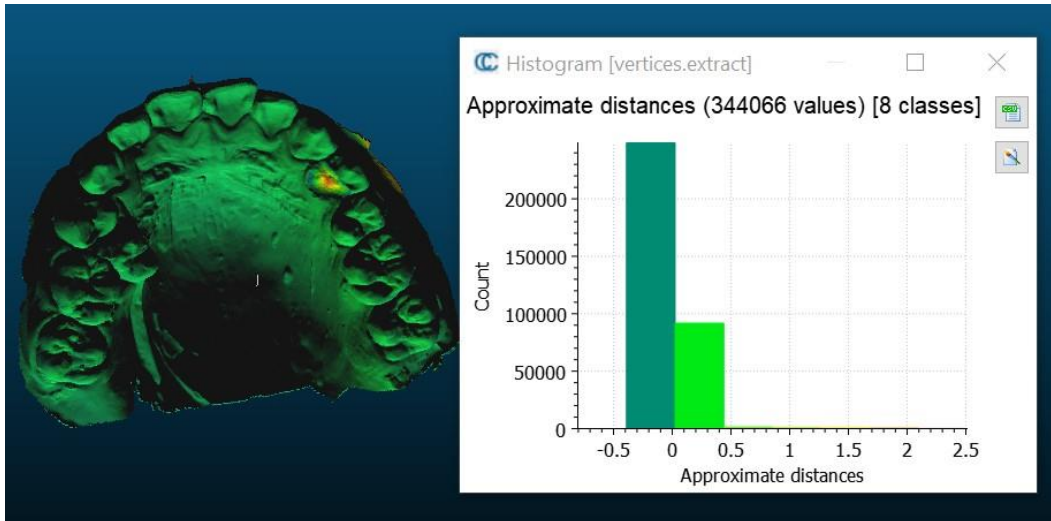 Histogram [vertices.extract]
Approximate distances (344066 values) [8 classes]
200000
150000
100000
50000
0
Count
-0.5 0 0.5 1 1.5 2 2.5
Approximate distances